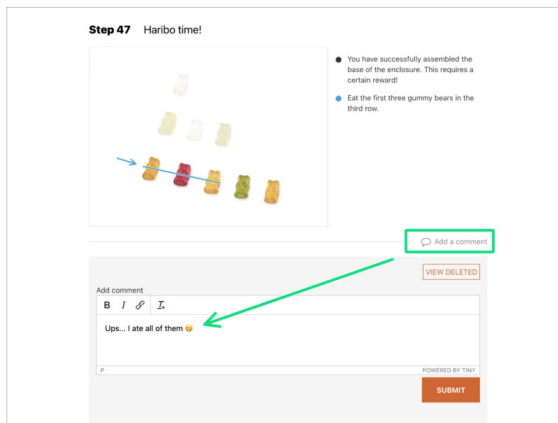 Step 47 Haribo time!
You have successfully assembled the
base of the enclosure. This requires a
certain reward!
Eat the first three gummy bears in the
third row.
Add a comment
VIEW DELETED
Add comment
B I
Ups... I ate all of them 😇
P POWERED BY TINY
SUBMIT